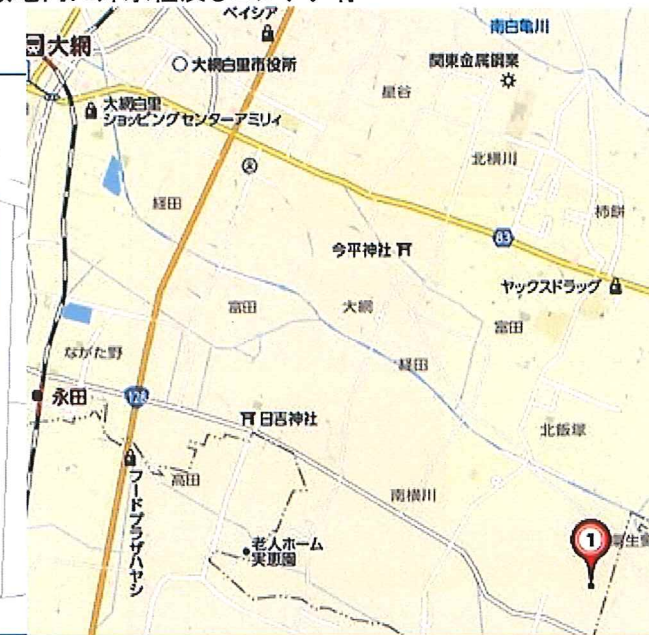 ベイシア
南白亀川
大網
大網白里市役所
関東金属鋼業
大網白里
ショッピングセンターアミリィ
星谷
北横川
経田
柿餅
今平神社
83
ヤックスドラッグ
富田
大網
富田
ながた野
経田
永田
128
日吉神社
北飯塚
高田
南横川
フードプラザハヤシ
老人ホーム
実恵園
1